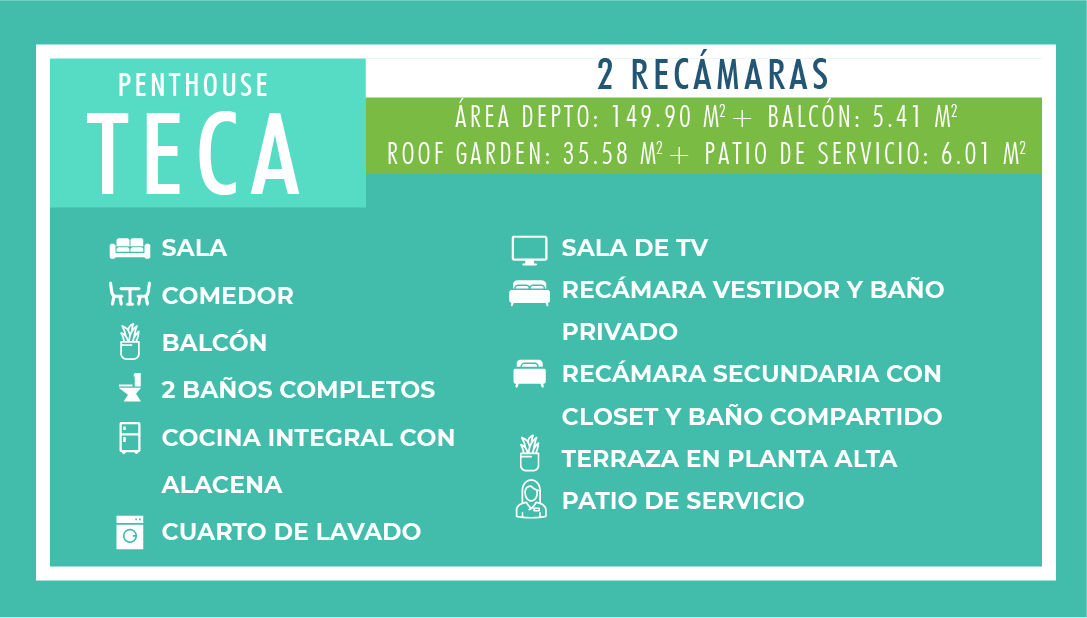 PENTHOUSE
TECA
2 RECÁMARAS
ÁREA DEPTO: 149.90 M² + BALCÓN: 5.41 M²
ROOF GARDEN: 35.58 M² + PATIO DE SERVICIO: 6.01 M²
SALA
COMEDOR
BALCÓN
2 BAÑOS COMPLETOS
COCINA INTEGRAL CON
ALACENA
CUARTO DE LAVADO
SALA DE TV
RECÁMARA VESTIDOR Y BAÑO
PRIVADO
RECÁMARA SECUNDARIA CON
CLOSET Y BAÑO COMPARTIDO
TERRAZA EN PLANTA ALTA
PATIO DE SERVICIO